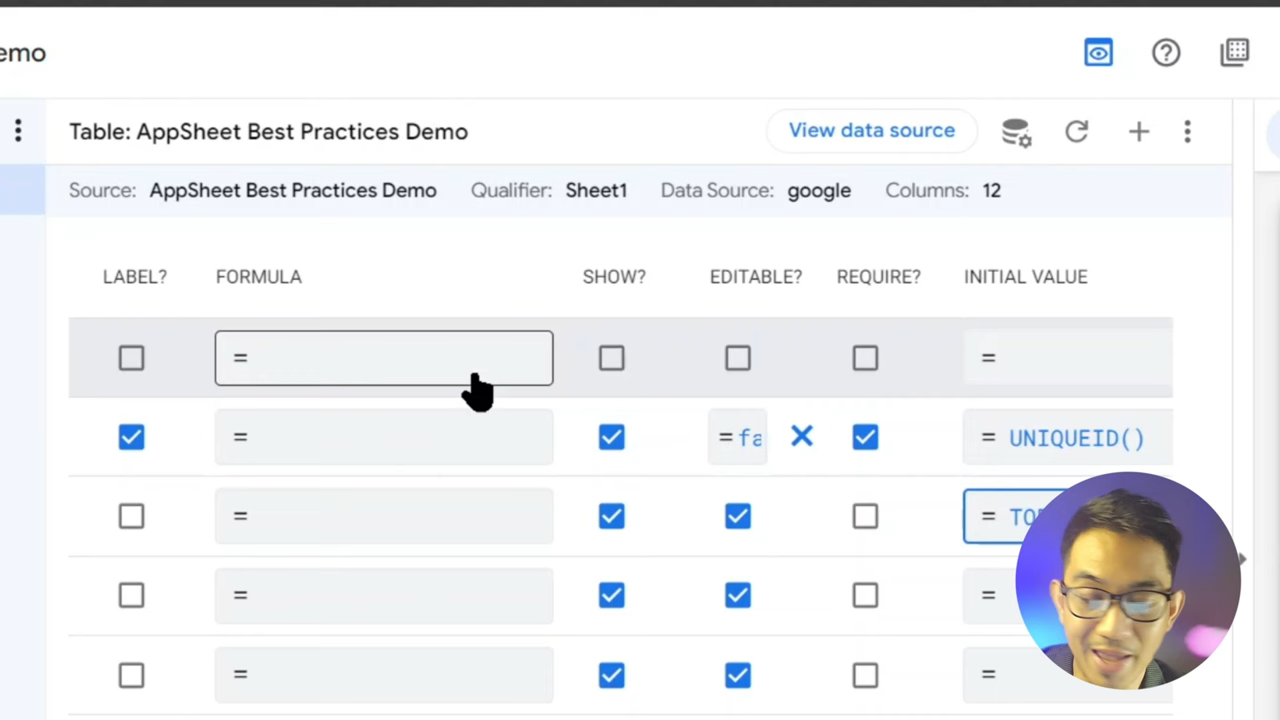 emo
Table: AppSheet Best Practices Demo View data source
Source: AppSheet Best Practices Demo Qualifier: Sheet1 Data Source: google Columns: 12
LABEL? FORMULA SHOW? EDITABLE? REQUIRE? INITIAL VALUE
= =
= = fa = UNIQUEID()
= = TO
= =
= =